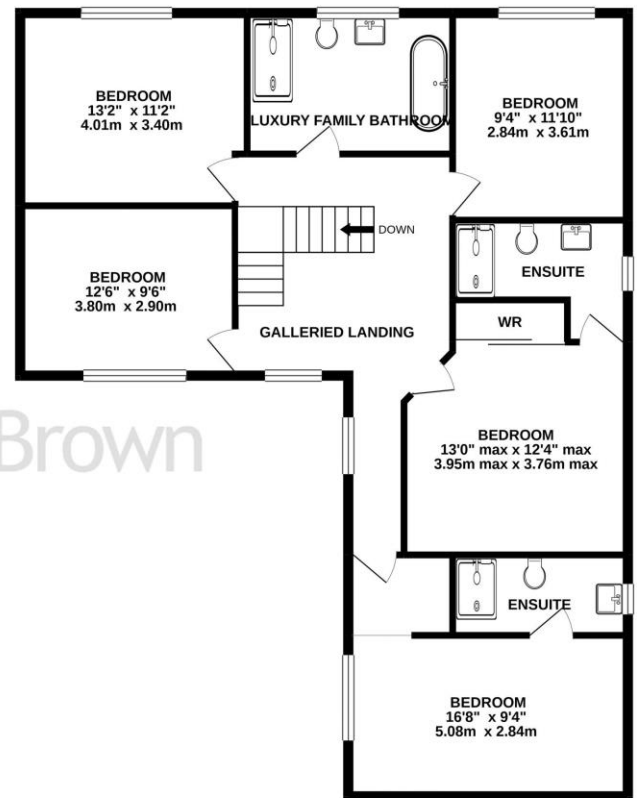 BEDROOM
13'2" x 11'2"
4.01m x 3.40m
LUXURY FAMILY BATHROOM
BEDROOM
9'4" x 11'10"
2.84m x 3.61m
DOWN
ENSUITE
BEDROOM
12'6" x 9'6"
3.80m x 2.90m
GALLERIED LANDING
WR
Brown
BEDROOM
13'0" max x 12'4" max
3.95m max x 3.76m max
ENSUITE
BEDROOM
16'8" x 9'4"
5.08m x 2.84m